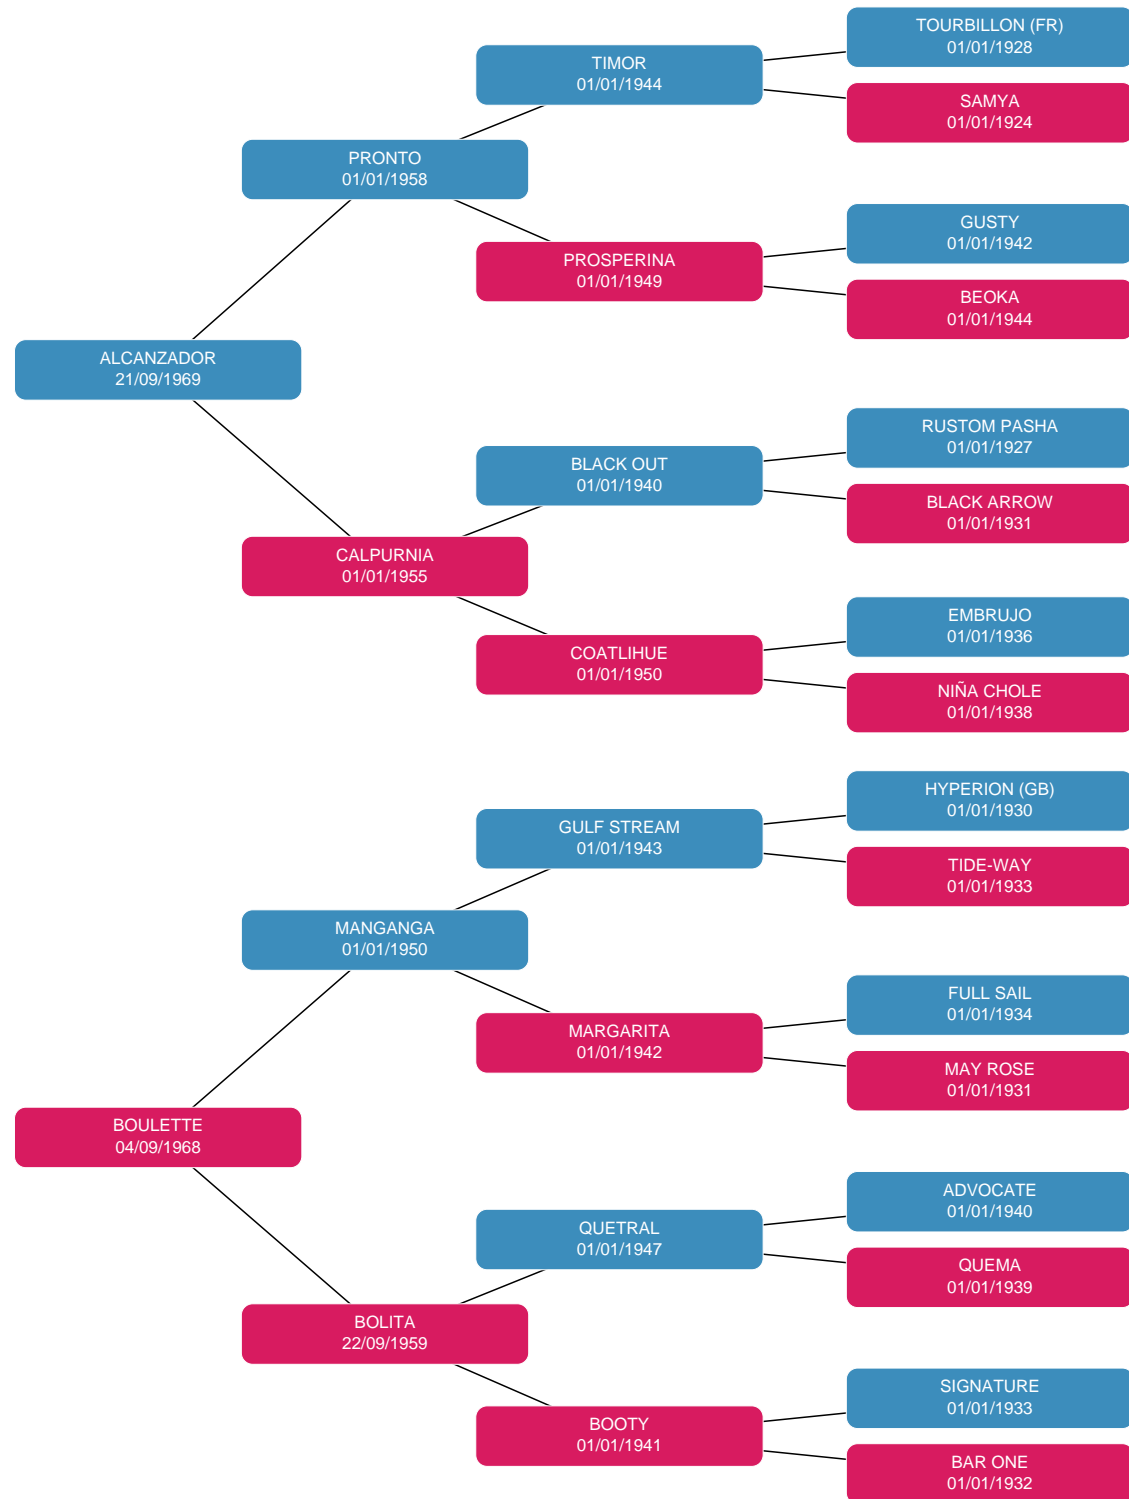 TOURBILLON (FR)
01/01/1928
TIMOR
01/01/1944
SAMYA
01/01/1924
PRONTO
01/01/1958
GUSTY
01/01/1942
PROSPERINA
01/01/1949
BEOKA
01/01/1944
ALCANZADOR
21/09/1969
RUSTOM PASHA
01/01/1927
BLACK OUT
01/01/1940
BLACK ARROW
01/01/1931
CALPURNIA
01/01/1955
EMBRUJO
01/01/1936
COATLIHUE
01/01/1950
NIÑA CHOLE
01/01/1938
HYPERION (GB)
01/01/1930
GULF STREAM
01/01/1943
TIDE-WAY
01/01/1933
MANGANGA
01/01/1950
FULL SAIL
01/01/1934
MARGARITA
01/01/1942
MAY ROSE
01/01/1931
BOULETTE
04/09/1968
ADVOCATE
01/01/1940
QUETRAL
01/01/1947
QUEMA
01/01/1939
BOLITA
22/09/1959
SIGNATURE
01/01/1933
BOOTY
01/01/1941
BAR ONE
01/01/1932